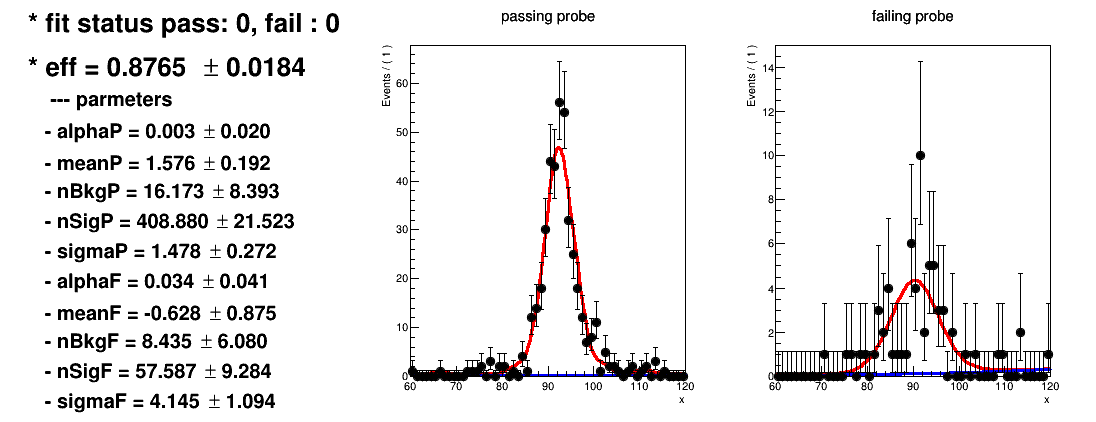 * fit status pass: 0, fail : 0
* eff = 0.8765 ± 0.0184
--- parmeters
- alphaP = 0.003 ± 0.020
- meanP = 1.576 ± 0.192
- nBkgP = 16.173 ± 8.393
- nSigP = 408.880 ± 21.523
- sigmaP = 1.478 ± 0.272
- alphaF = 0.034 ± 0.041
- meanF = -0.628 ± 0.875
- nBkgF = 8.435 ± 6.080
- nSigF = 57.587 ± 9.284
- sigmaF = 4.145 ± 1.094
passing probe
Events / ( 1 )
60
50
40
30
20
10
0
60 70 80 90 100 110 120
x
failing probe
Events / ( 1 )
14
12
10
8
6
4
2
0
60 70 80 90 100 110 120
x